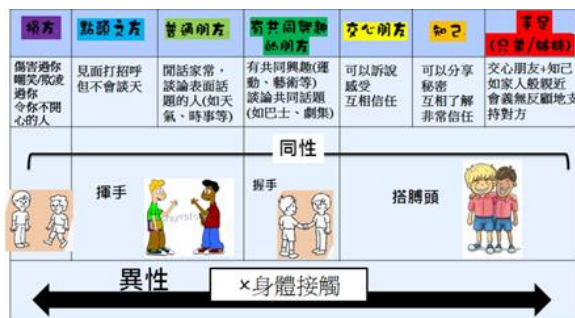 損友
點頭之友
普通朋友
有共同興趣
的朋友
交心朋友
知己
手足
(兄弟/姊妹)
傷害過你
嘲笑/欺凌
過你
令你不開
心的人
見面打招呼
但不會談天
閒話家常，
談論表面話
題的人(如天
氣、時事等)
有共同興趣(運
動、藝術等)
談論共同話題
(如巴士、劇集)
可以訴說
感受
互相信任
可以分享
秘密
互相了解
非常信任
交心朋友+知己
如家人般親近
會義無反顧地支
持對方
同性
揮手
握手
搭膊頭
異性
×身體接觸